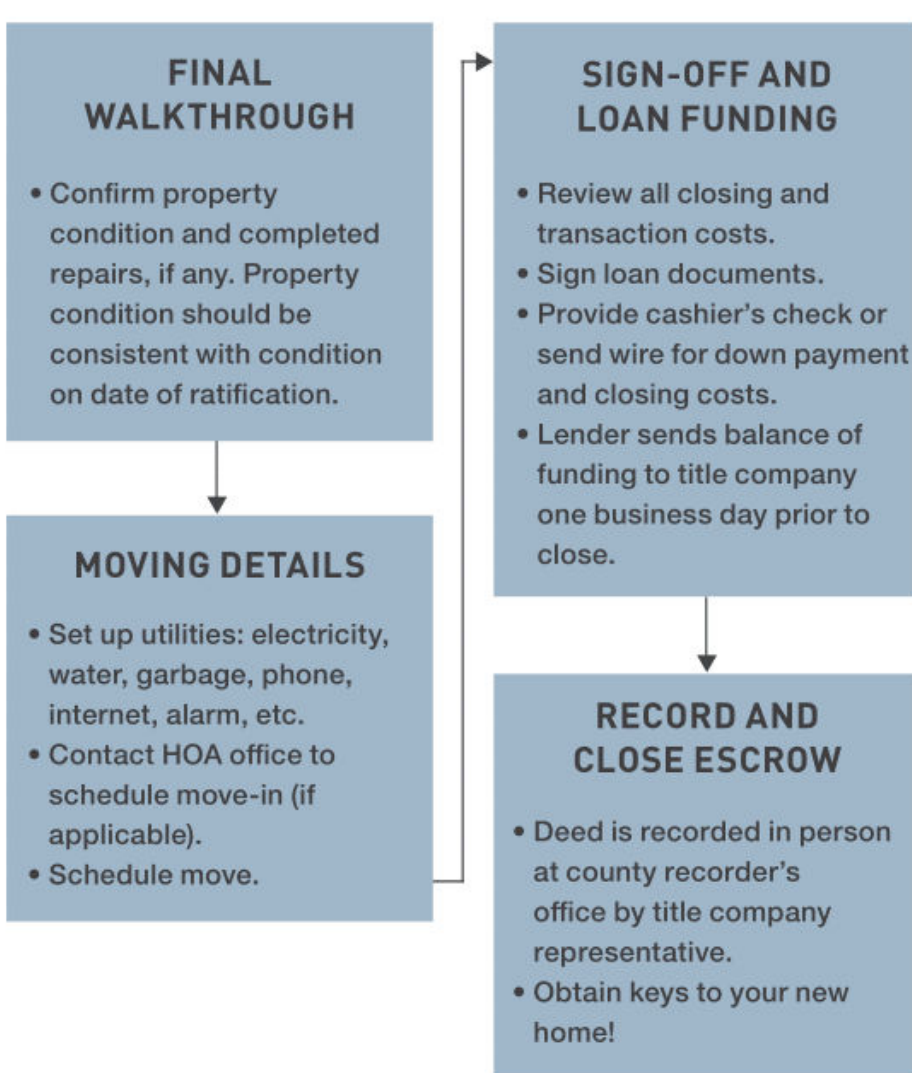 FINAL
WALKTHROUGH
• Confirm property
condition and completed
repairs, if any. Property
condition should be
consistent with condition
on date of ratification.
MOVING DETAILS
• Set up utilities: electricity,
water, garbage, phone,
internet, alarm, etc.
• Contact HOA office to
schedule move-in (if
applicable).
• Schedule move.
SIGN-OFF AND
LOAN FUNDING
• Review all closing and
transaction costs.
• Sign loan documents.
• Provide cashier's check or
send wire for down payment
and closing costs.
• Lender sends balance of
funding to title company
one business day prior to
close.
RECORD AND
CLOSE ESCROW
• Deed is recorded in person
at county recorder's
office by title company
representative.
• Obtain keys to your new
home!